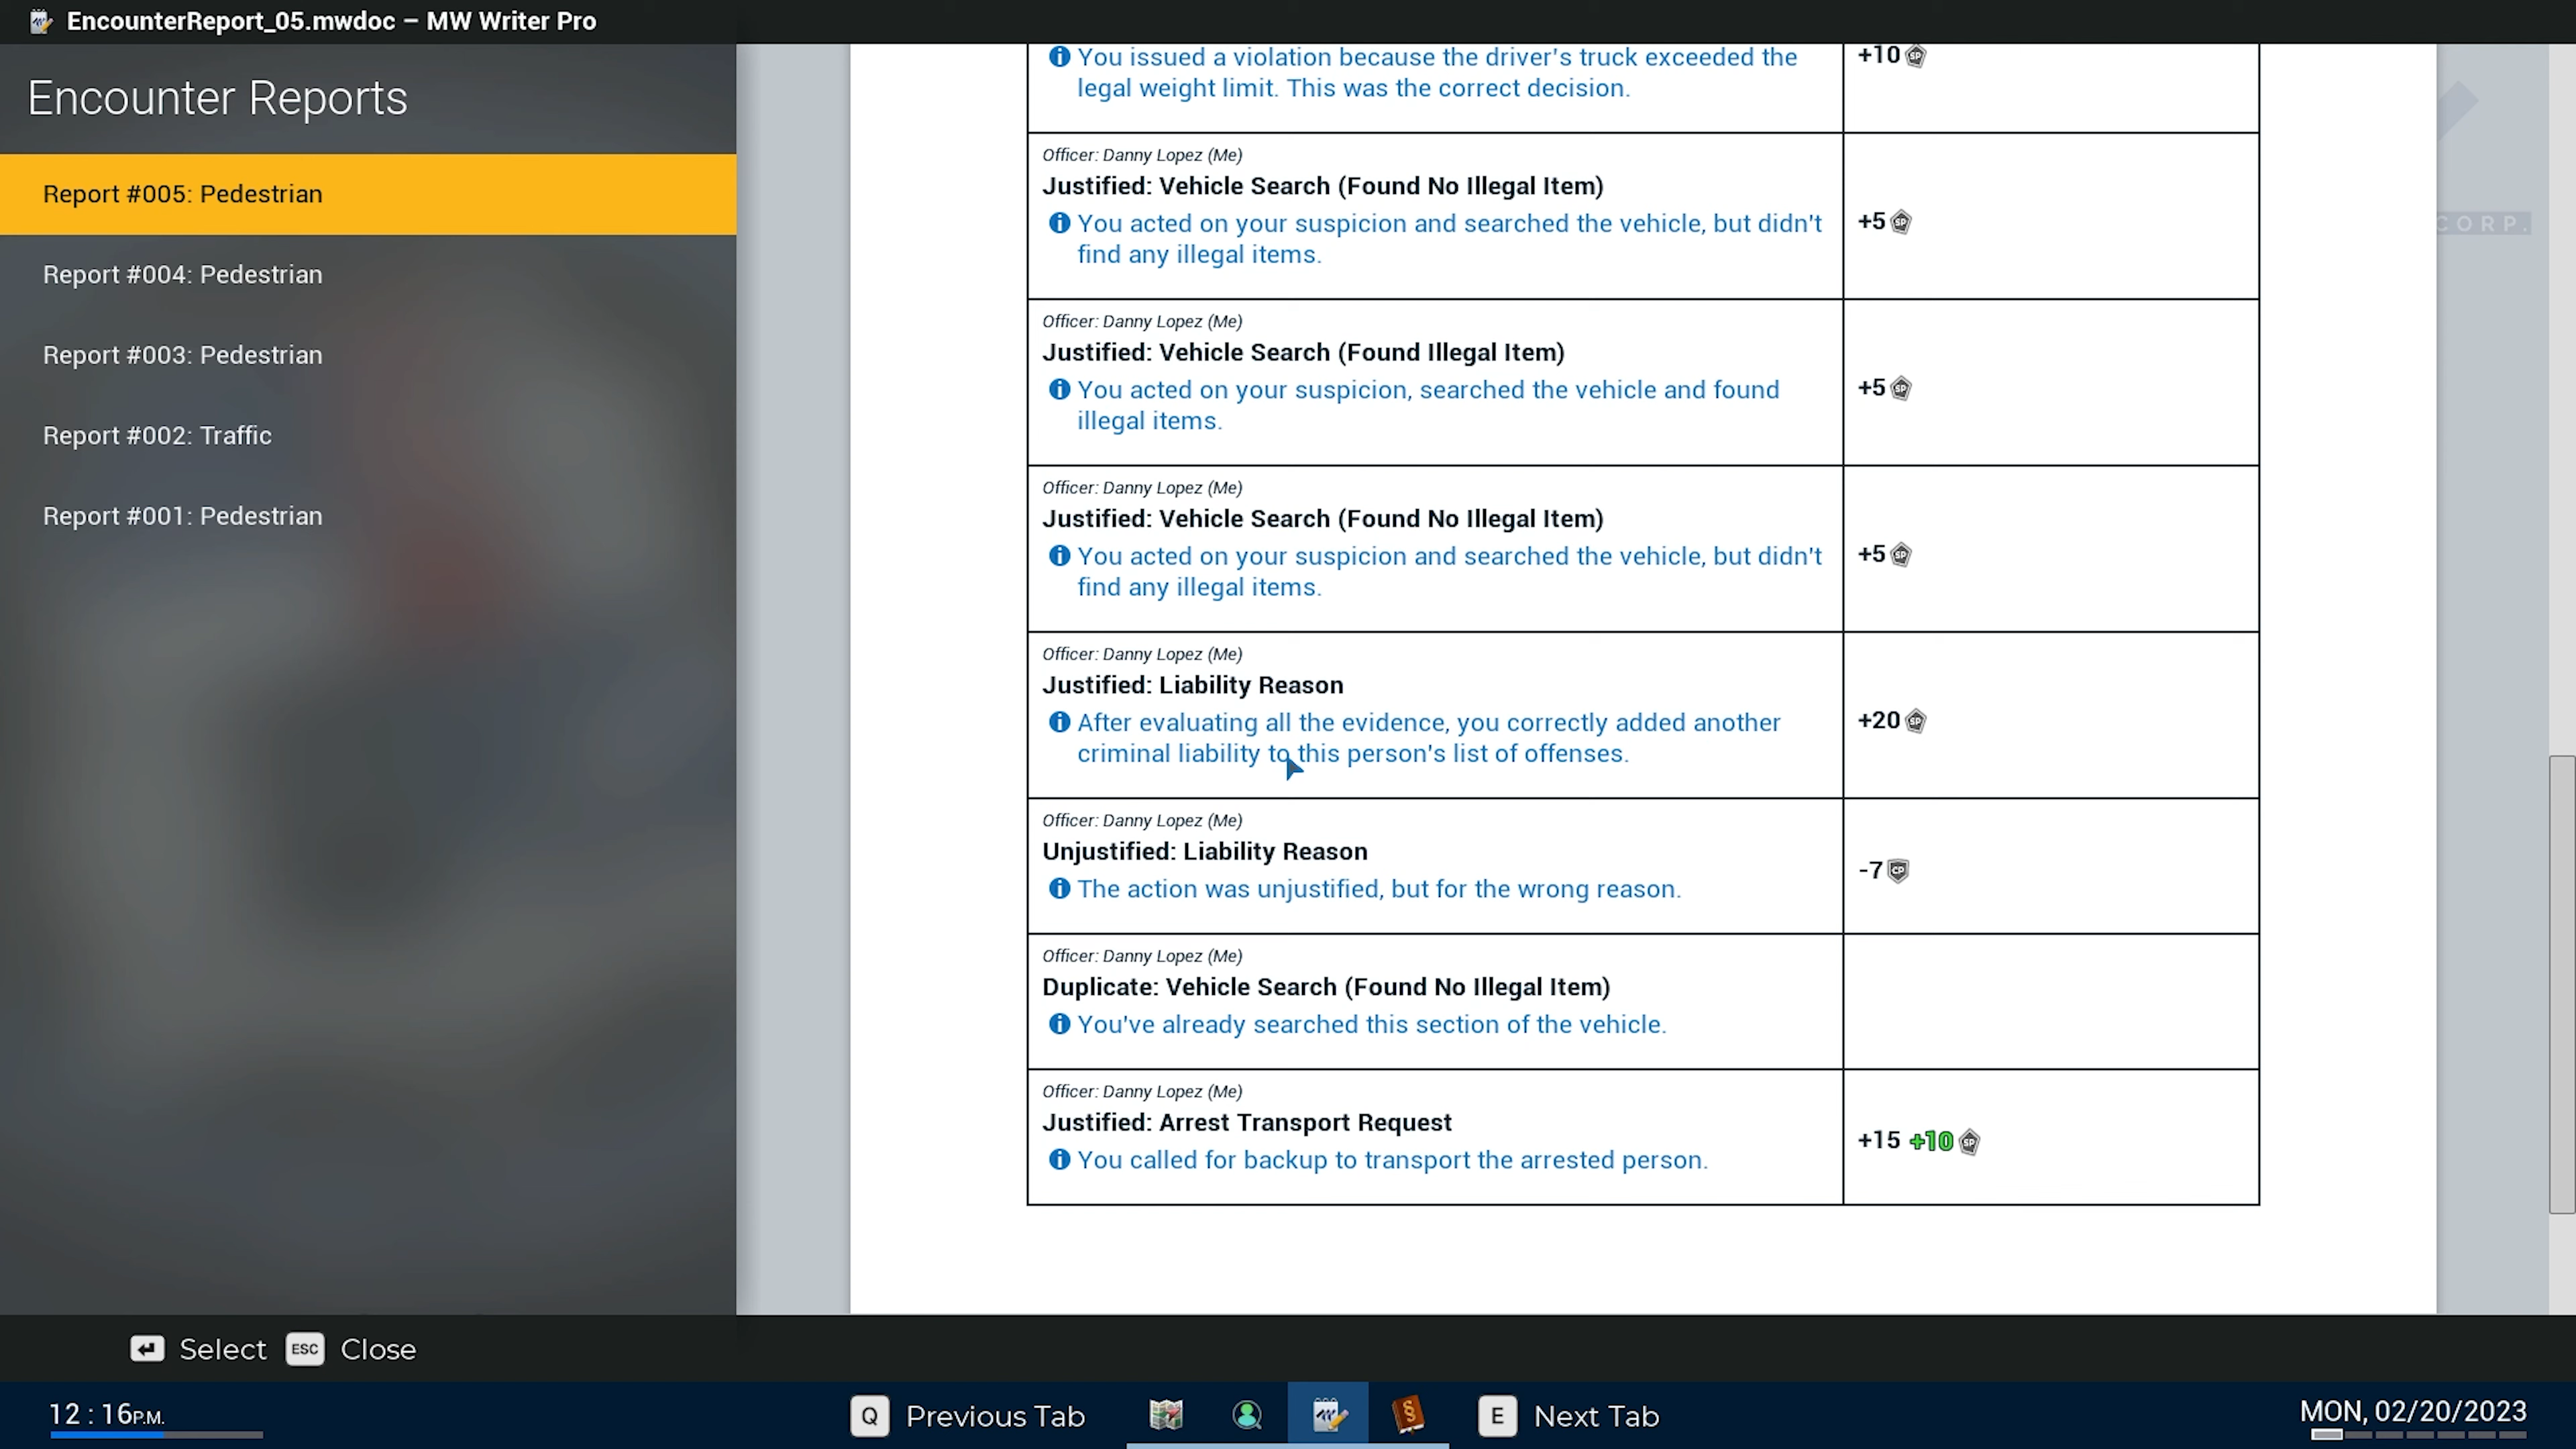 EncounterReport_05.mwdoc – MW Writer Pro
Encounter Reports
Report #005: Pedestrian
Report #004: Pedestrian
Report #003: Pedestrian
Report #002: Traffic
Report #001: Pedestrian
You issued a violation because the driver's truck exceeded the
legal weight limit. This was the correct decision.
+10 SP
Officer: Danny Lopez (Me)
Justified: Vehicle Search (Found No Illegal Item)
You acted on your suspicion and searched the vehicle, but didn't
find any illegal items.
+5 SP
Officer: Danny Lopez (Me)
Justified: Vehicle Search (Found Illegal Item)
You acted on your suspicion, searched the vehicle and found
illegal items.
+5 SP
Officer: Danny Lopez (Me)
Justified: Vehicle Search (Found No Illegal Item)
You acted on your suspicion and searched the vehicle, but didn't
find any illegal items.
+5 SP
Officer: Danny Lopez (Me)
Justified: Liability Reason
After evaluating all the evidence, you correctly added another
criminal liability to this person's list of offenses.
+20 SP
Officer: Danny Lopez (Me)
Unjustified: Liability Reason
The action was unjustified, but for the wrong reason.
-7 CP
Officer: Danny Lopez (Me)
Duplicate: Vehicle Search (Found No Illegal Item)
You've already searched this section of the vehicle.
Officer: Danny Lopez (Me)
Justified: Arrest Transport Request
You called for backup to transport the arrested person.
+15 +10 SP
CORP.
Select ESC Close
12 : 16 P.M.
Q Previous Tab
§
E Next Tab
MON, 02/20/2023